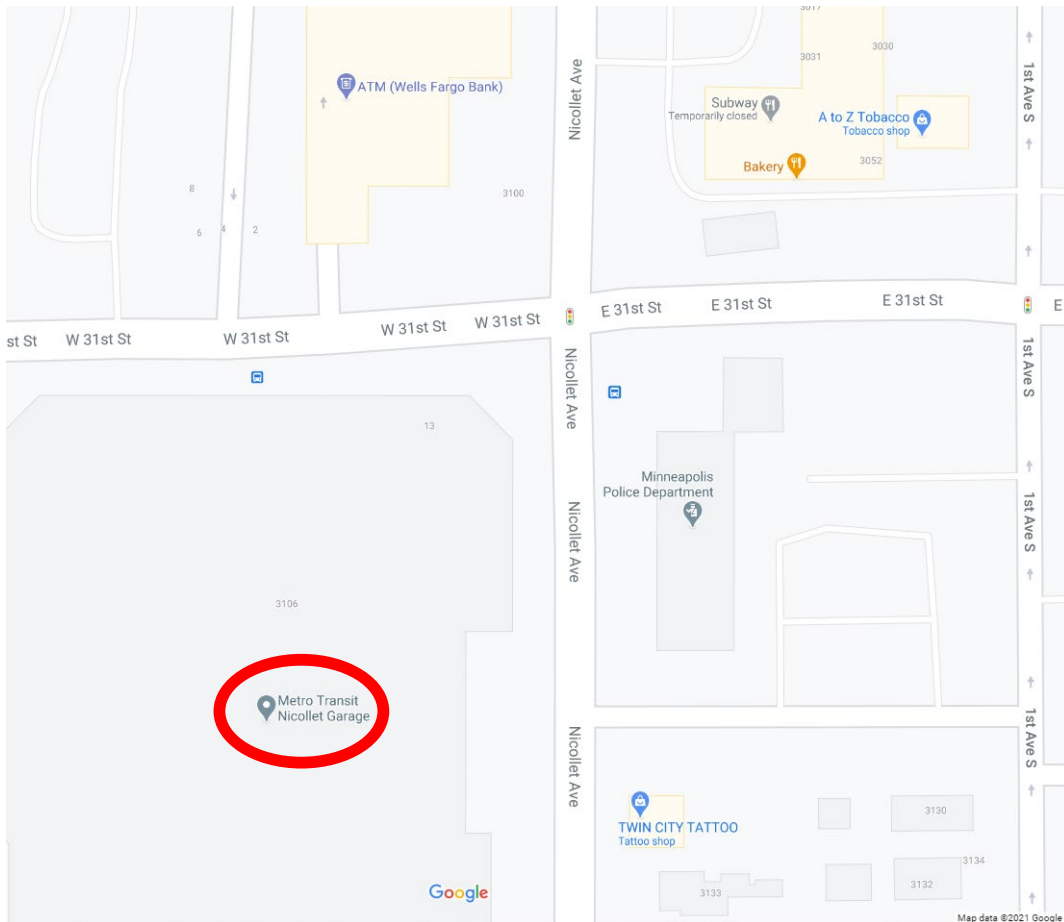 3017
3030
3031
ATM (Wells Fargo Bank)
Nicollet Ave
1st Ave S
Subway
Temporarily closed
A to Z Tobacco
Tobacco shop
Bakery
3052
8
3100
6
4
2
E 31st St
E 31st St
E 31st St
E
st St
W 31st St
W 31st St
W 31st St
W 31st St
Nicollet Ave
1st Ave S
13
Minneapolis
Police Department
Nicollet Ave
1st Ave S
3106
Metro Transit
Nicollet Garage
Nicollet Ave
1st Ave S
TWIN CITY TATTOO
Tattoo shop
3130
3134
3132
3133
Google
Map data ©2021 Google